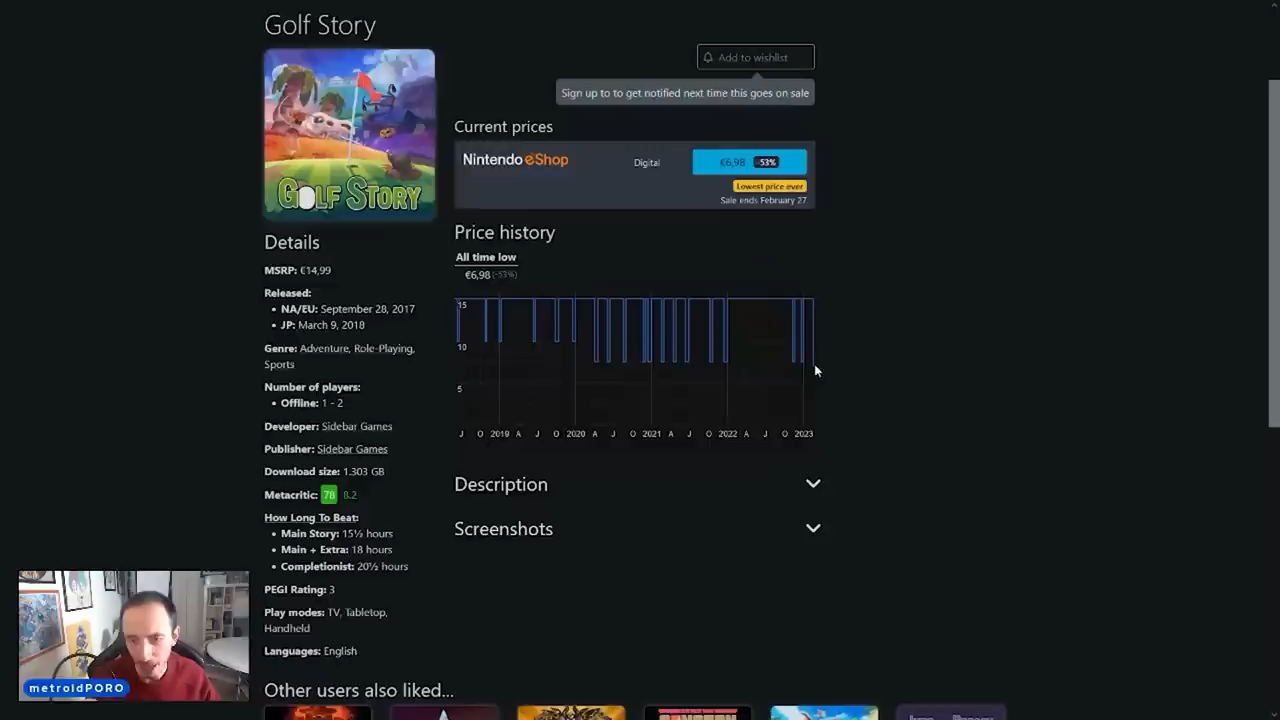 Golf Story
Add to wishlist
Sign up to to get notified next time this goes on sale
GOLF STORY
Current prices
Nintendo eShop
Digital
€6,98 -53%
Lowest price ever
Sale ends February 27
Price history
All time low
€6,98 (-53%)
15
10
5
J O 2019 A J O 2020 A J O 2021 A J O 2022 A J O 2023
Description
Screenshots
Details
MSRP: €14,99
Released:
• NA/EU: September 28, 2017
• JP: March 9, 2018
Genre: Adventure, Role-Playing,
Sports
Number of players:
• Offline: 1 - 2
Developer: Sidebar Games
Publisher: Sidebar Games
Download size: 1.303 GB
Metacritic: 78 8.2
How Long To Beat:
• Main Story: 15½ hours
• Main + Extra: 18 hours
• Completionist: 20½ hours
PEGI Rating: 3
Play modes: TV, Tabletop,
Handheld
Languages: English
Other users also liked...
metroidPORO